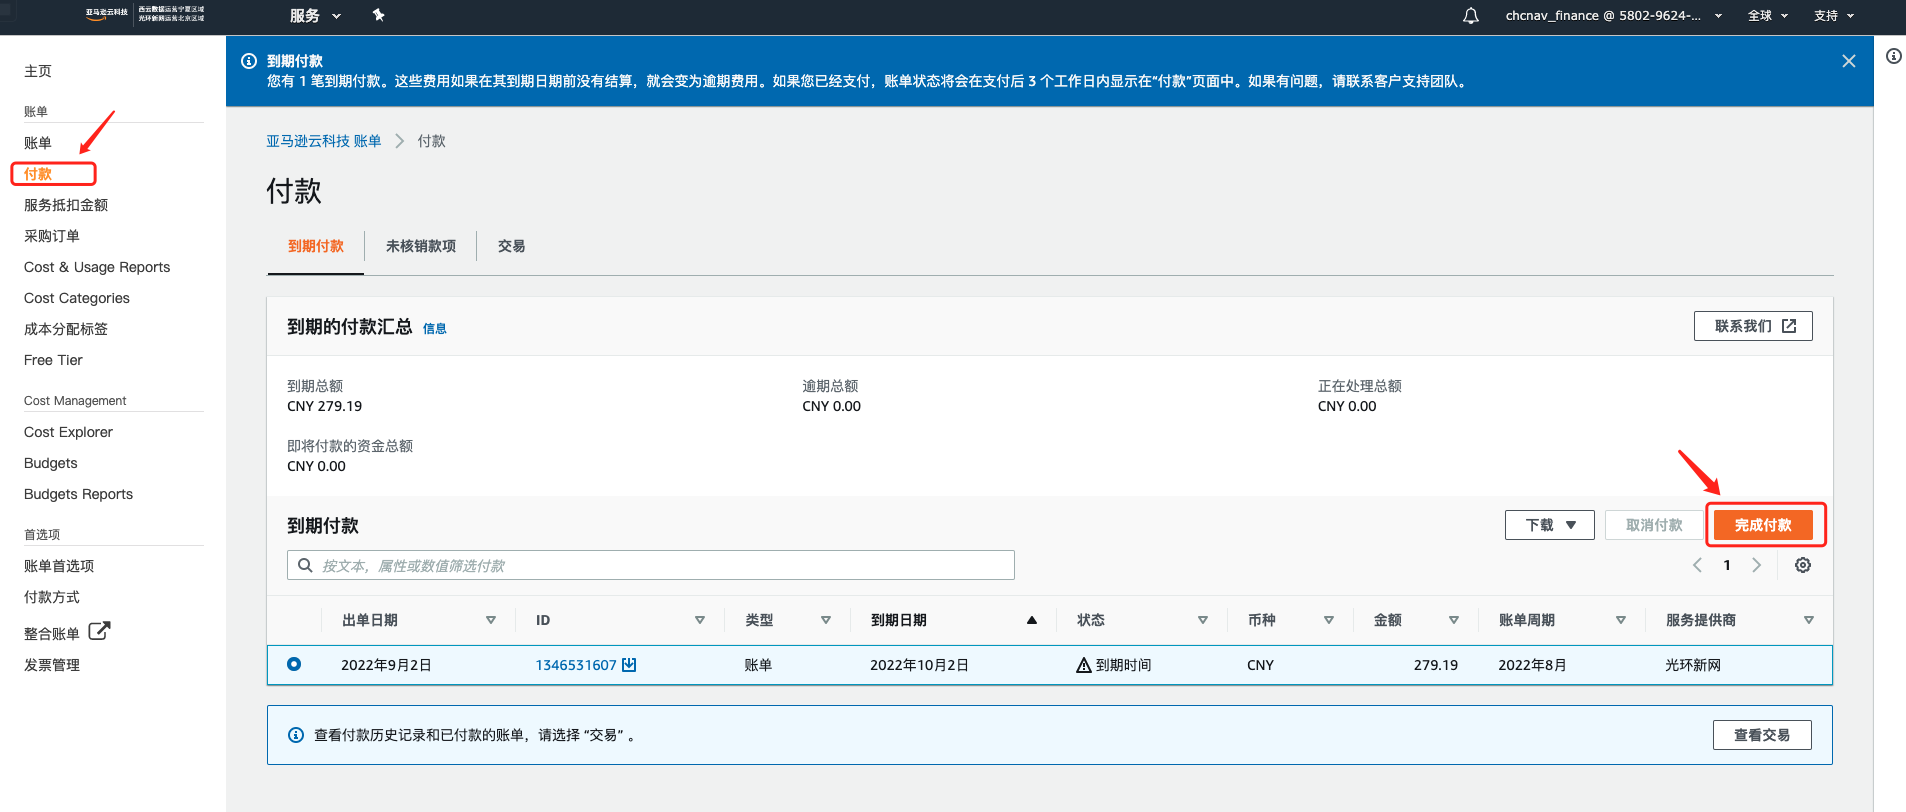 亚马逊云科技
西云数据运营宁夏区域
光环新网运营北京区域
服务
chcnav_finance @ 5802-9624-...
全球
支持
主页
账单
账单
付款
服务抵扣金额
采购订单
Cost & Usage Reports
Cost Categories
成本分配标签
Free Tier
Cost Management
Cost Explorer
Budgets
Budgets Reports
首选项
账单首选项
付款方式
整合账单
发票管理
到期付款
您有 1 笔到期付款。这些费用如果在其到期日期前没有结算，就会变为逾期费用。如果您已经支付，账单状态将会在支付后 3 个工作日内显示在“付款”页面中。如果有问题，请联系客户支持团队。
亚马逊云科技 账单 付款
付款
到期付款 未核销款项 交易
到期的付款汇总 信息
联系我们
到期总额 逾期总额 正在处理总额
CNY 279.19 CNY 0.00 CNY 0.00
即将付款的资金总额
CNY 0.00
到期付款
下载 取消付款 完成付款
按文本，属性或数值筛选付款
1
出单日期 ID 类型 到期日期 状态 币种 金额 账单周期 服务提供商
2022年9月2日 1346531607 账单 2022年10月2日 到期时间 CNY 279.19 2022年8月 光环新网
查看付款历史记录和已付款的账单，请选择 “交易” 。
查看交易